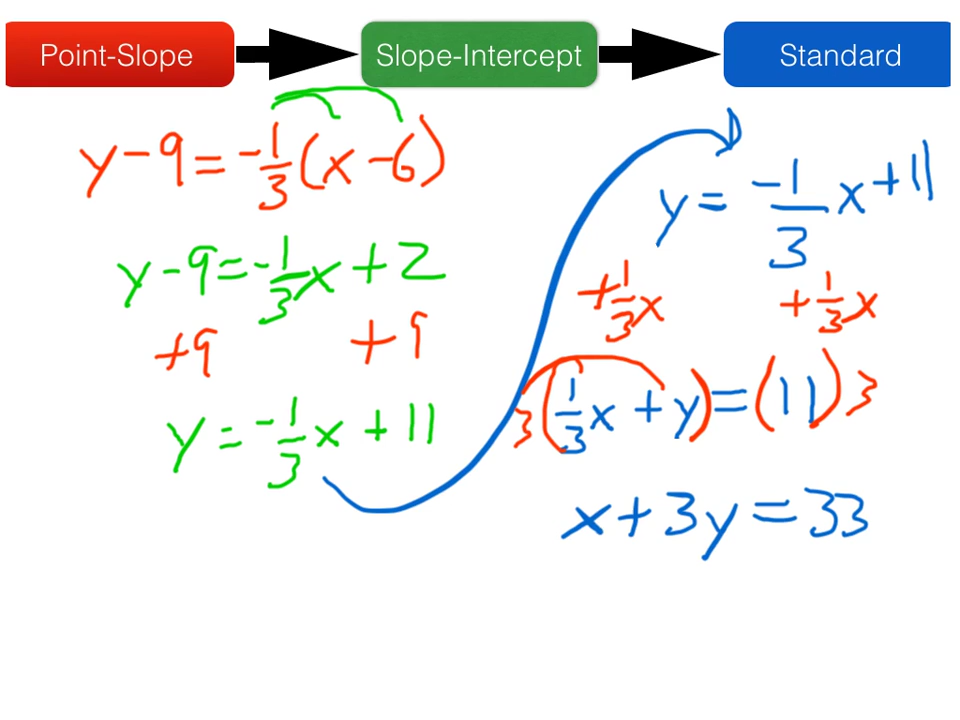 Point-Slope
Slope-Intercept
Standard
y-9=-1/3(x-6)
y-9=-1/3x+2
+9 +9
y=-1/3x+11
y=-1/3x+11
+1/3x +1/3x
3(1/3x+y)=(11)3
x+3y=33